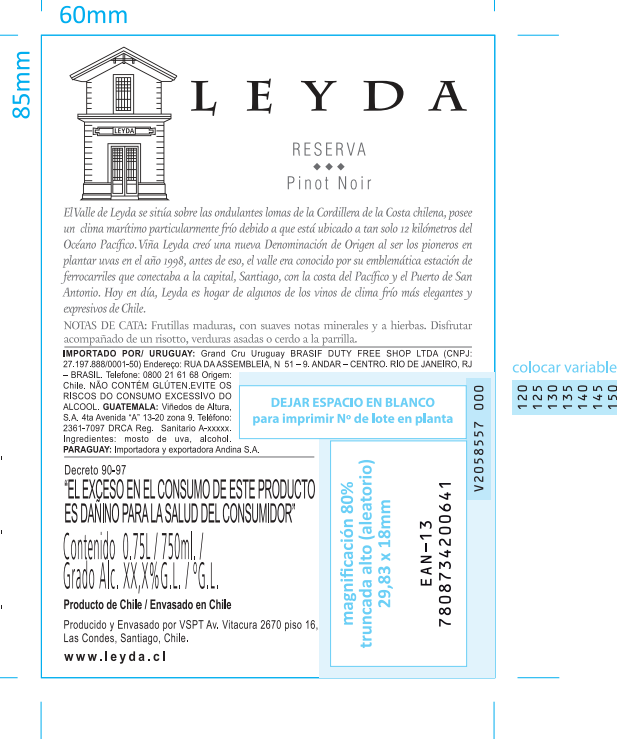 60mm
85mm
LEYDA
LEYDA
RESERVA
Pinot Noir
El Valle de Leyda se sitúa sobre las ondulantes lomas de la Cordillera de la Costa chilena, posee
un clima marítimo particularmente frío debido a que está ubicado a tan solo 12 kilómetros del
Océano Pacífico. Viña Leyda creó una nueva Denominación de Origen al ser los pioneros en
plantar uvas en el año 1998, antes de eso, el valle era conocido por su emblemática estación de
ferrocarriles que conectaba a la capital, Santiago, con la costa del Pacífico y el Puerto de San
Antonio. Hoy en día, Leyda es hogar de algunos de los vinos de clima frío más elegantes y
expresivos de Chile.
NOTAS DE CATA: Frutillas maduras, con suaves notas minerales y a hierbas. Disfrutar
acompañado de un risotto, verduras asadas o cerdo a la parrilla.
IMPORTADO POR/ URUGUAY: Grand Cru Uruguay BRASIF DUTY FREE SHOP LTDA (CNPJ:
27.197.888/0001-50) Endereço: RUA DA ASSEMBLEÍA, N 51 – 9. ANDAR – CENTRO. RÍO DE JANEÍRO, RJ
– BRASIL. Telefone: 0800 21 61 68 Origem:
Chile. NÃO CONTÉM GLÚTEN.EVITE OS
RISCOS DO CONSUMO EXCESSIVO DO
ALCOOL. GUATEMALA: Viñedos de Altura,
S.A. 4ta Avenida "A" 13-20 zona 9. Teléfono:
2361-7097 DRCA Reg. Sanitario A-xxxxx.
Ingredientes: mosto de uva, alcohol.
PARAGUAY: Importadora y exportadora Andina S.A.
Decreto 90-97
"EL EXCESO EN EL CONSUMO DE ESTE PRODUCTO
ES DAÑINO PARA LA SALUD DEL CONSUMIDOR"
Contenido 0.75L / 750ml. /
Grado Alc. XX,X%G.L. / °G.L.
Producto de Chile / Envasado en Chile
Producido y Envasado por VSPT Av. Vitacura 2670 piso 16,
Las Condes, Santiago, Chile.
www.leyda.cl
DEJAR ESPACIO EN BLANCO
para imprimir Nº de lote en planta
V2058557 000
magnificación 80%
truncada alto (aleatorio)
29,83 x 18mm
EAN-13
7808734200641
colocar variable
120
125
130
135
140
145
150